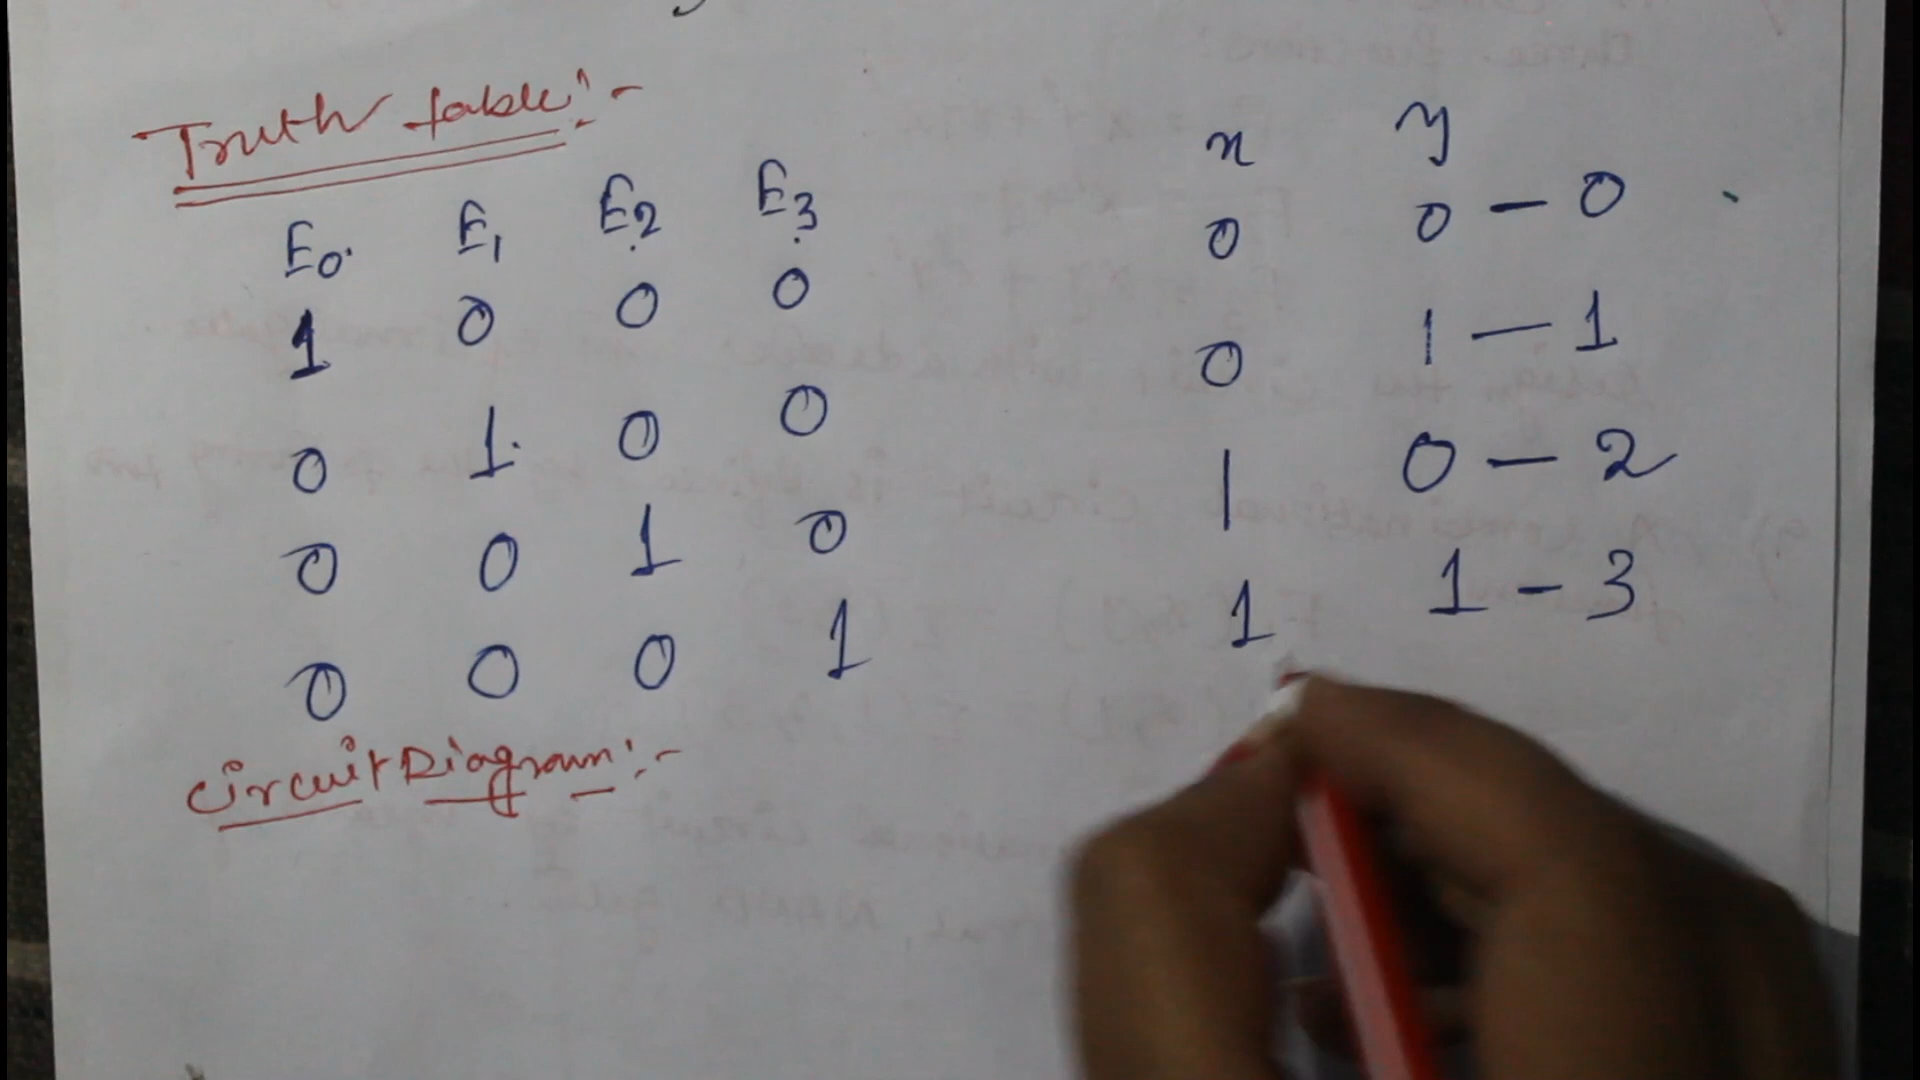 Truth table:-
E0 E1 E2 E3 x y
1 0 0 0 0 0 - 0
0 1 0 0 0 1 - 1
0 0 1 0 1 0 - 2
0 0 0 1 1 1 - 3
Circuit Diagram:-